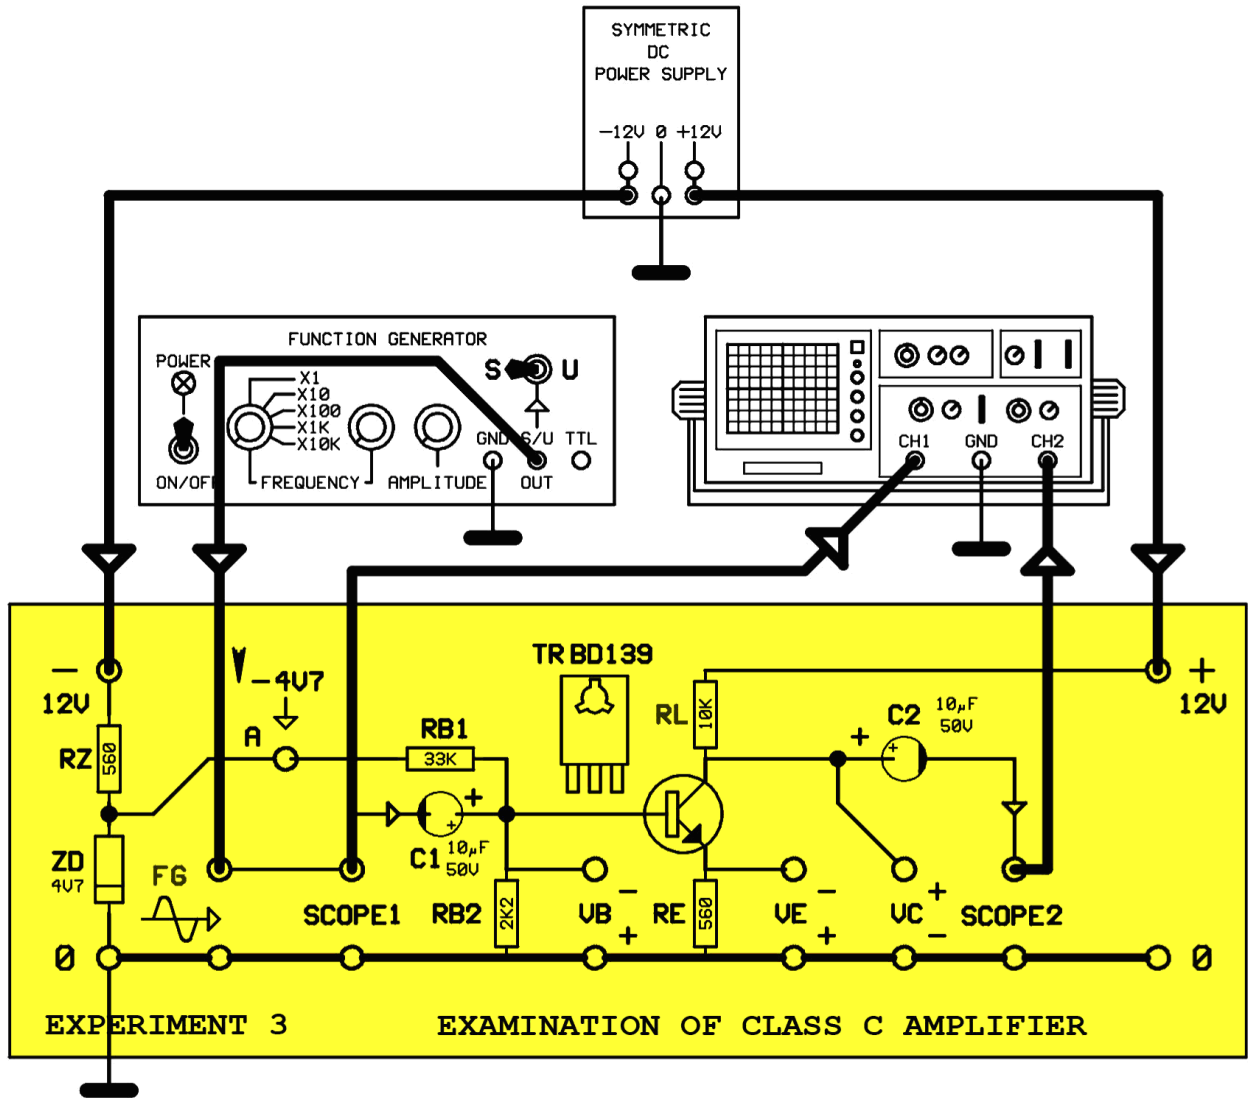 SYMMETRIC
DC
POWER SUPPLY
-12V 0 +12V
FUNCTION GENERATOR
POWER
S U
X1
X10
X100
X1K
X10K
GND S/U TTL
ON/OFF FREQUENCY AMPLITUDE OUT
CH1 GND CH2
- 12V
-4V7
A
RZ 560
ZD 4V7
FG
0
RB1
33K
C1 10µF 50V
+
+
SCOPE1
RB2 2K2
TR BD139
RL 10K
C2 10µF 50V
+
+
+ 12V
VB - +
RE 560
VE - +
VC + -
SCOPE2
0
EXPERIMENT 3 EXAMINATION OF CLASS C AMPLIFIER